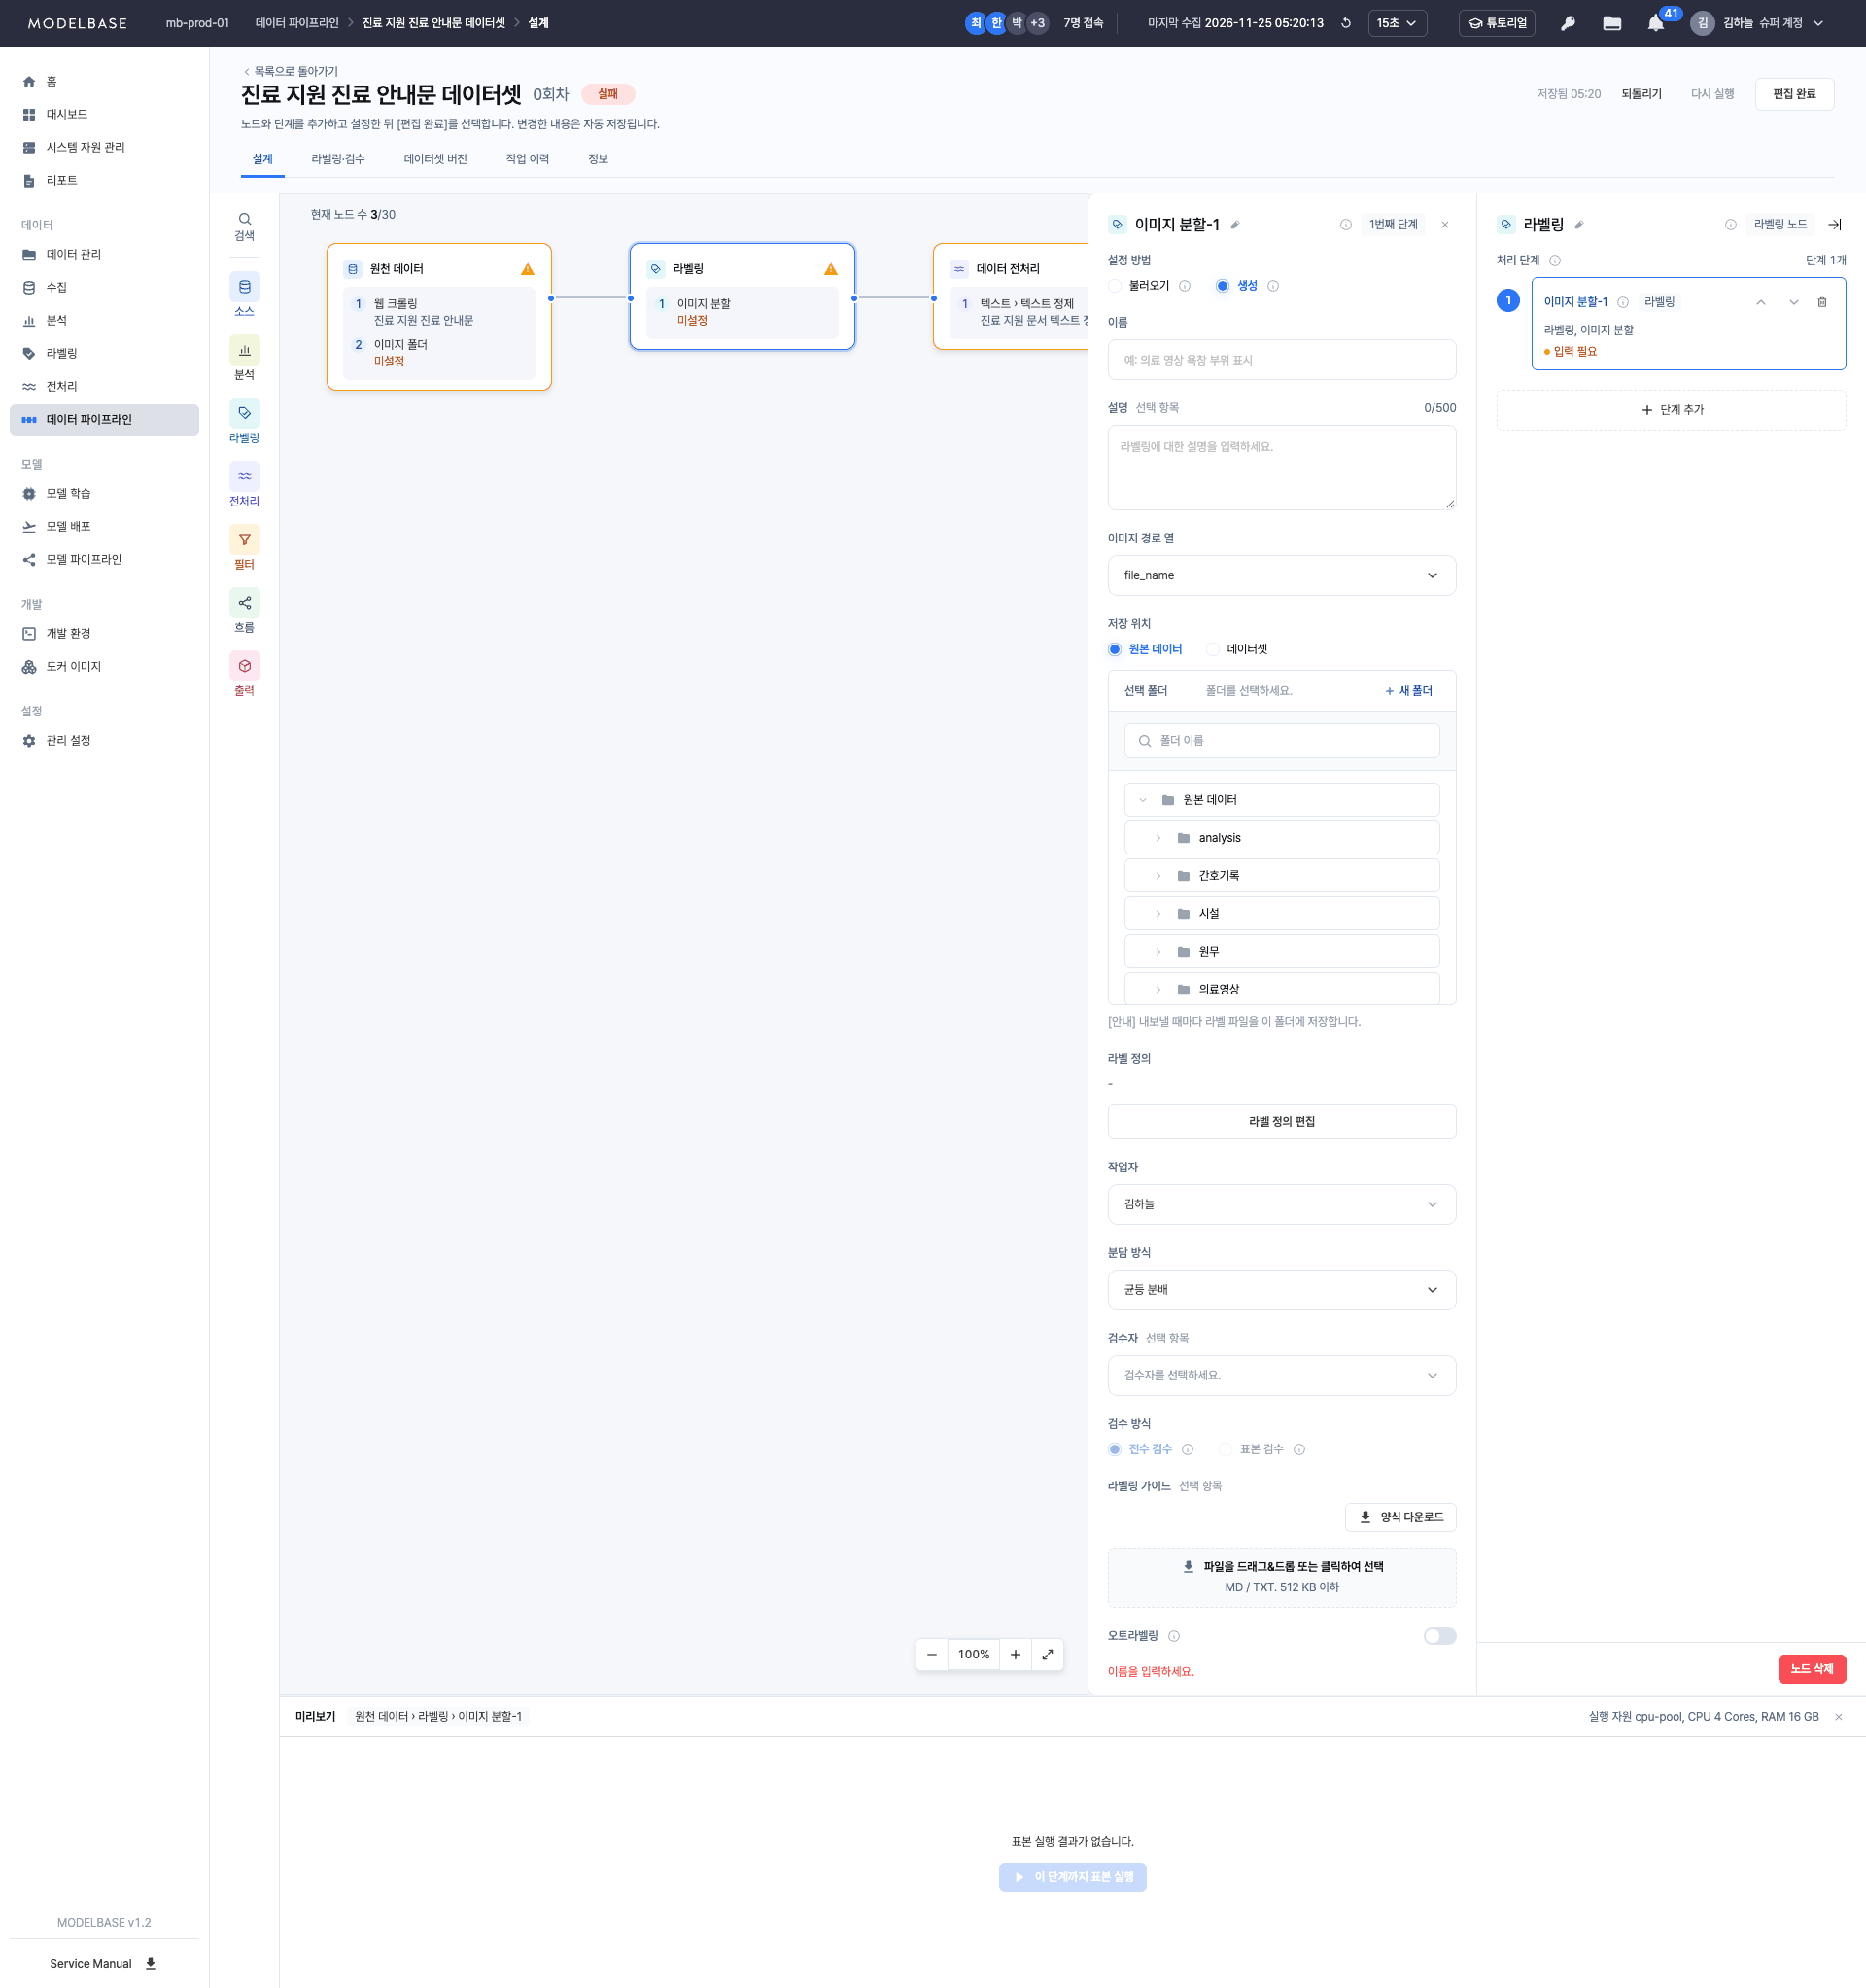 MODELBASE
mb-prod-01
데이터 파이프라인 > 진료 지원 진료 안내문 데이터셋 > 설계
최 한 박 +3 7명 접속
마지막 수집 2026-11-25 05:20:13
15초
튜토리얼
41
김 김하늘 슈퍼 계정
홈
대시보드
시스템 자원 관리
리포트
데이터
데이터 관리
수집
분석
라벨링
전처리
데이터 파이프라인
모델
모델 학습
모델 배포
모델 파이프라인
개발
개발 환경
도커 이미지
설정
관리 설정
MODELBASE v1.2
Service Manual
목록으로 돌아가기
진료 지원 진료 안내문 데이터셋 0회차 실패
노드와 단계를 추가하고 설정한 뒤 [편집 완료]를 선택합니다. 변경한 내용은 자동 저장됩니다.
저장됨 05:20 되돌리기 다시 실행 편집 완료
설계 라벨링·검수 데이터셋 버전 작업 이력 정보
검색
소스
분석
라벨링
전처리
필터
흐름
출력
현재 노드 수 3/30
원천 데이터
1 웹 크롤링
진료 지원 진료 안내문
2 이미지 폴더
미설정
라벨링
1 이미지 분할
미설정
데이터 전처리
1 텍스트 › 텍스트 정제
진료 지원 문서 텍스트
100%
이미지 분할-1 1번째 단계
설정 방법
불러오기 생성
이름
예: 의료 영상 욕창 부위 표시
설명 선택 항목 0/500
라벨링에 대한 설명을 입력하세요.
이미지 경로 열
file_name
저장 위치
원본 데이터 데이터셋
선택 폴더 폴더를 선택하세요. + 새 폴더
폴더 이름
원본 데이터
analysis
간호기록
시설
원무
의료영상
[안내] 내보낼 때마다 라벨 파일을 이 폴더에 저장합니다.
라벨 정의
-
라벨 정의 편집
작업자
김하늘
분담 방식
균등 분배
검수자 선택 항목
검수자를 선택하세요.
검수 방식
전수 검수 표본 검수
라벨링 가이드 선택 항목
양식 다운로드
파일을 드래그&드롭 또는 클릭하여 선택
MD / TXT. 512 KB 이하
오토라벨링
이름을 입력하세요.
라벨링 라벨링 노드
처리 단계 단계 1개
1 이미지 분할-1 라벨링
라벨링, 이미지 분할
입력 필요
+ 단계 추가
노드 삭제
미리보기 원천 데이터 › 라벨링 › 이미지 분할-1
실행 자원 cpu-pool, CPU 4 Cores, RAM 16 GB
표본 실행 결과가 없습니다.
이 단계까지 표본 실행